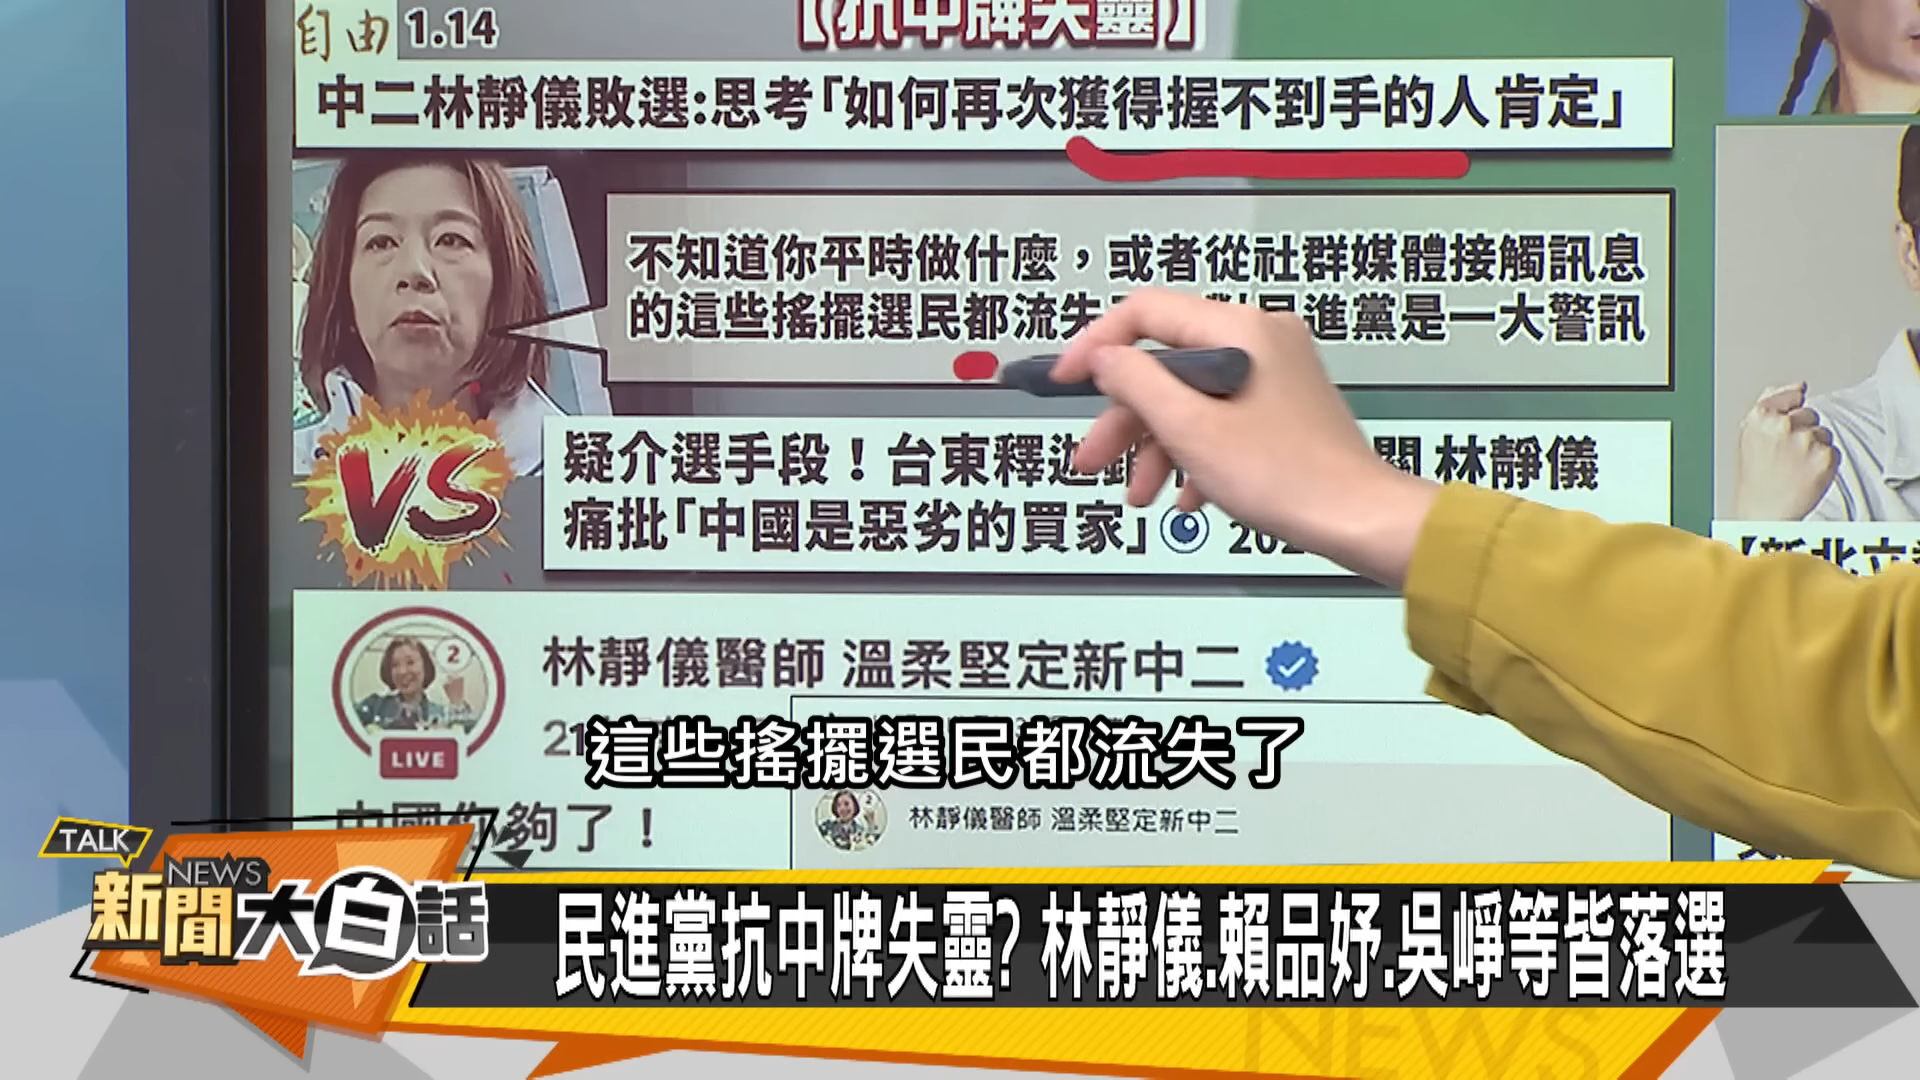 自由 1.14
【抗中牌失靈】
中二林靜儀敗選:思考「如何再次獲得握不到手的人肯定」
不知道你平時做什麼，或者從社群媒體接觸訊息
的這些搖擺選民都流失 進黨是一大警訊
VS
疑介選手段！台東釋迦 關 林靜儀
痛批「中國是惡劣的買家」
林靜儀醫師 溫柔堅定新中二
2
LIVE
這些搖擺選民都流失了
中國你夠了！
林靜儀醫師 溫柔堅定新中二
TALK
NEWS
新聞大白話
民進黨抗中牌失靈? 林靜儀.賴品妤.吳崢等皆落選
NEWS